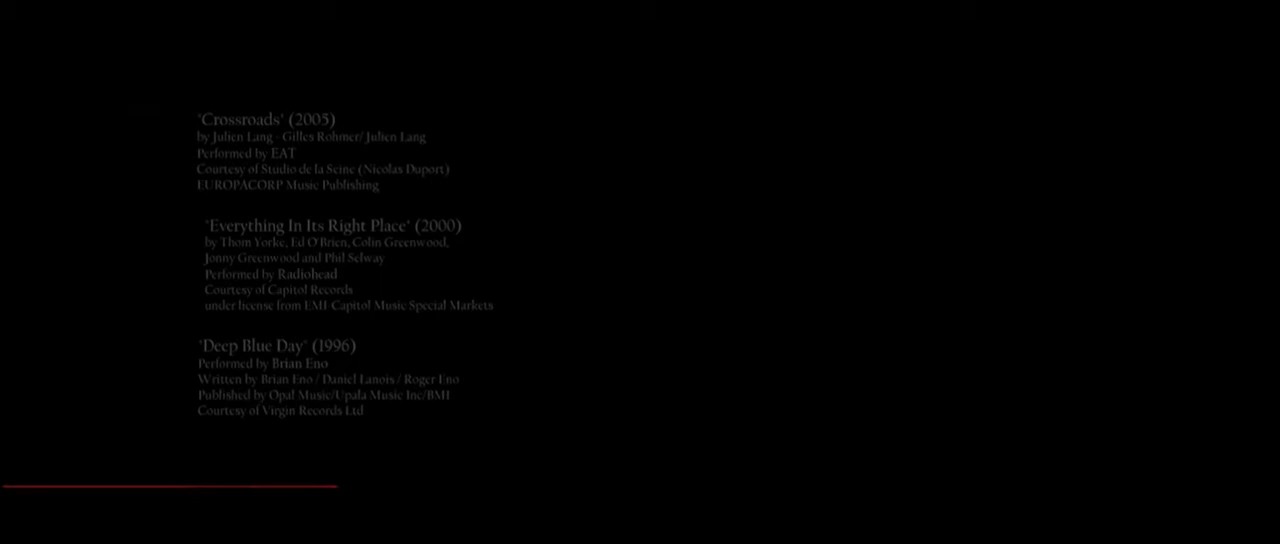 "Crossroads" (2005)
by Julien Lang - Gilles Rohmer/ Julien Lang
Performed by EAT
Courtesy of Studio de la Seine (Nicolas Duport)
EUROPACORP Music Publishing
"Everything In Its Right Place" (2000)
by Thom Yorke, Ed O'Brien, Colin Greenwood,
Jonny Greenwood and Phil Selway
Performed by Radiohead
Courtesy of Capitol Records
under license from EMI-Capitol Music Special Markets
"Deep Blue Day" (1996)
Performed by Brian Eno
Written by Brian Eno / Daniel Lanois / Roger Eno
Published by Opal Music/Upala Music Inc/BMI
Courtesy of Virgin Records Ltd